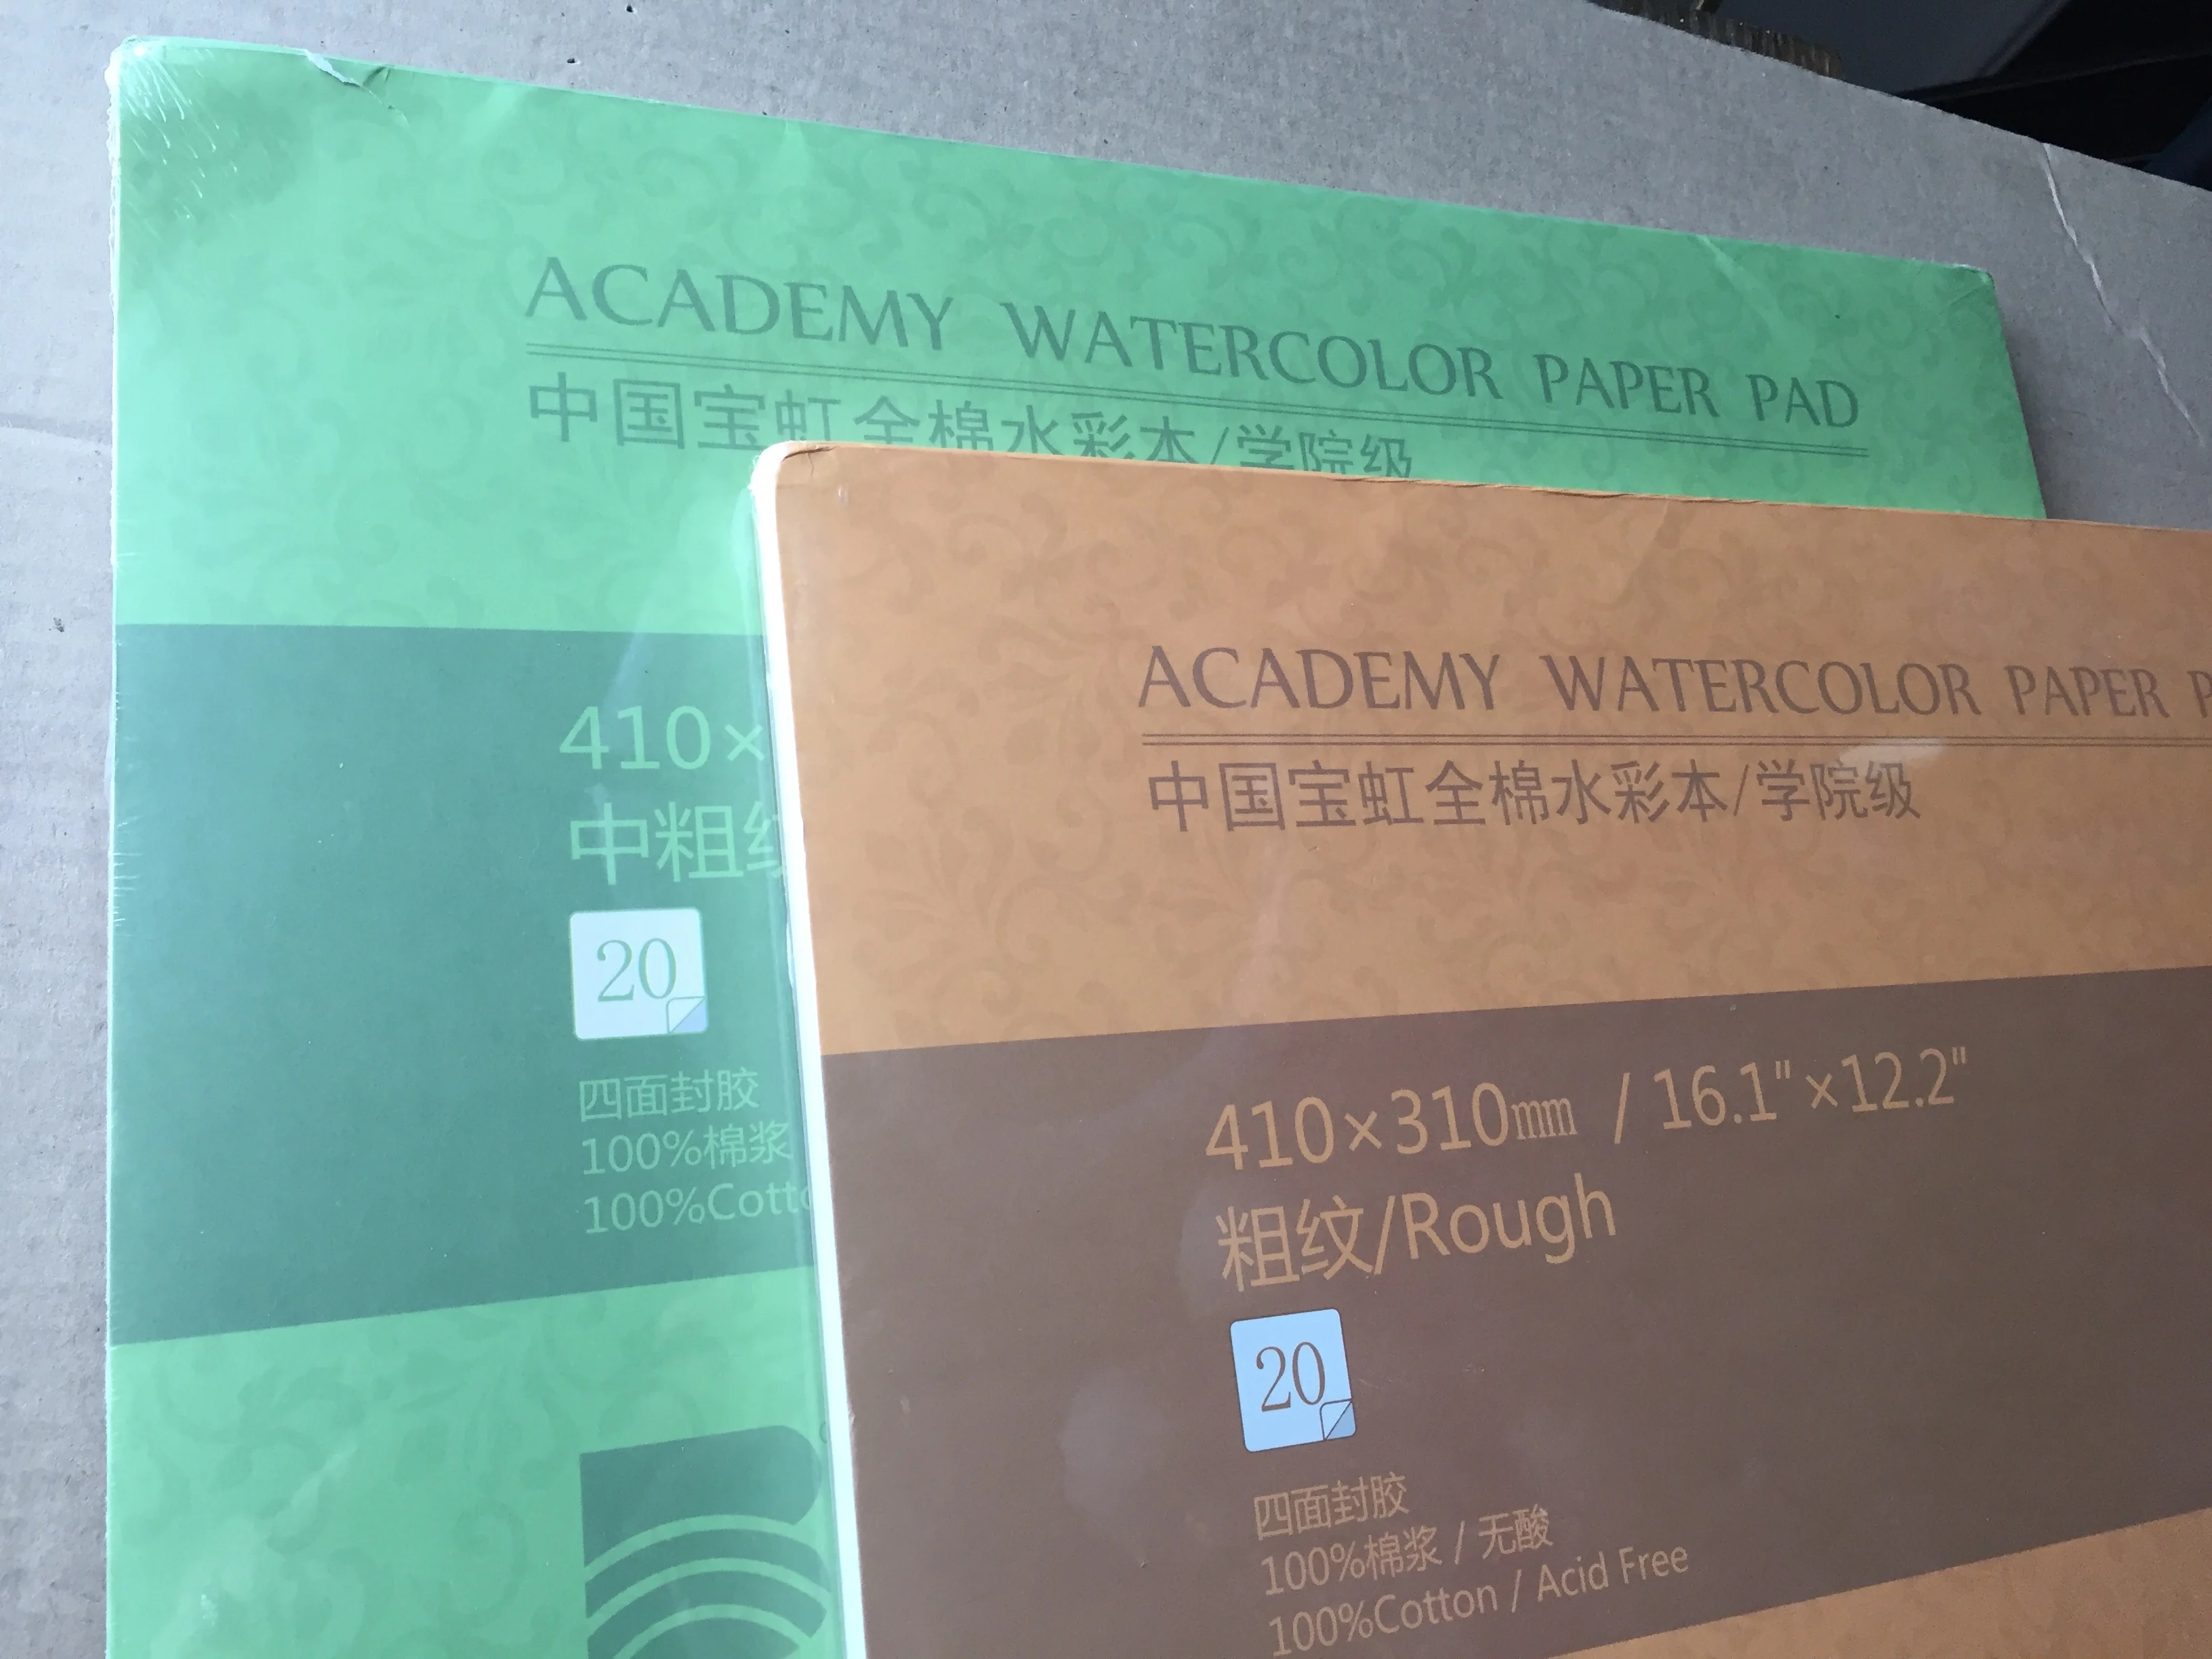 ACADEMY WATERCOLOR PAPER PAD
中国宝虹全棉水彩本/学院级
410×
中粗
20
四面封胶
100%棉浆
100%Cotto
ACADEMY WATERCOLOR PAPER P
中国宝虹全棉水彩本/学院级
410×310mm / 16.1"×12.2"
粗纹/Rough
20
四面封胶
100%棉浆 / 无酸
100%Cotton / Acid Free